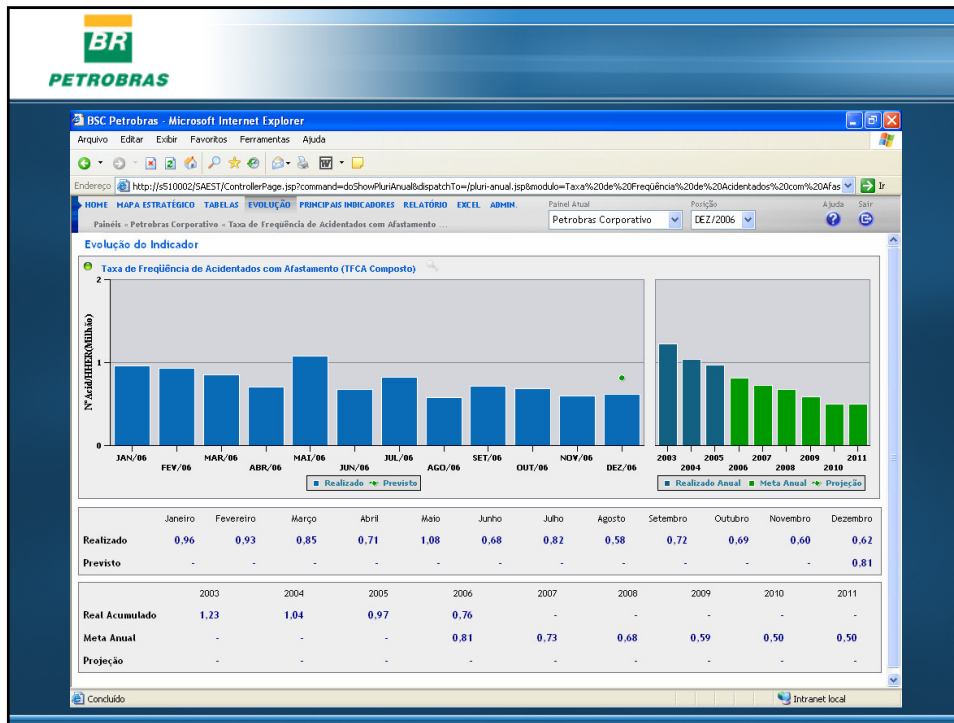 BR
PETROBRAS
BSC Petrobras - Microsoft Internet Explorer
Arquivo Editar Exibir Favoritos Ferramentas Ajuda
Endereço http://s510002/SAEST/ControllerPage.jsp?command=doShowPluriAnual&dispatchTo=/pluri-anual.jsp&modulo=Taxa%20de%20Freqüência%20de%20Acidentados%20com%20Afas Ir
HOME MAPA ESTRATÉGICO TABELAS EVOLUÇÃO PRINCIPAIS INDICADORES RELATÓRIO EXCEL ADMIN. Painel Atual Posição Ajuda Sair
Petrobras Corporativo DEZ/2006
Painéis » Petrobras Corporativo » Taxa de Freqüência de Acidentados com Afastamento ...
Evolução do Indicador
Taxa de Freqüência de Acidentados com Afastamento (TFCA Composto)
NºAcid/HHER(Milhão)
2
1
0
JAN/06 FEV/06 MAR/06 ABR/06 MAI/06 JUN/06 JUL/06 AGO/06 SET/06 OUT/06 NOV/06 DEZ/06
Realizado Previsto
2003 2004 2005 2006 2007 2008 2009 2010 2011
Realizado Anual Meta Anual Projeção
Janeiro Fevereiro Março Abril Maio Junho Julho Agosto Setembro Outubro Novembro Dezembro
Realizado 0,96 0,93 0,85 0,71 1,08 0,68 0,82 0,58 0,72 0,69 0,60 0,62
Previsto - - - - - - - - - - - 0,81
2003 2004 2005 2006 2007 2008 2009 2010 2011
Real Acumulado 1,23 1,04 0,97 0,76 - - - - -
Meta Anual - - - 0,81 0,73 0,68 0,59 0,50 0,50
Projeção - - - - - - - - -
Concluído Intranet local